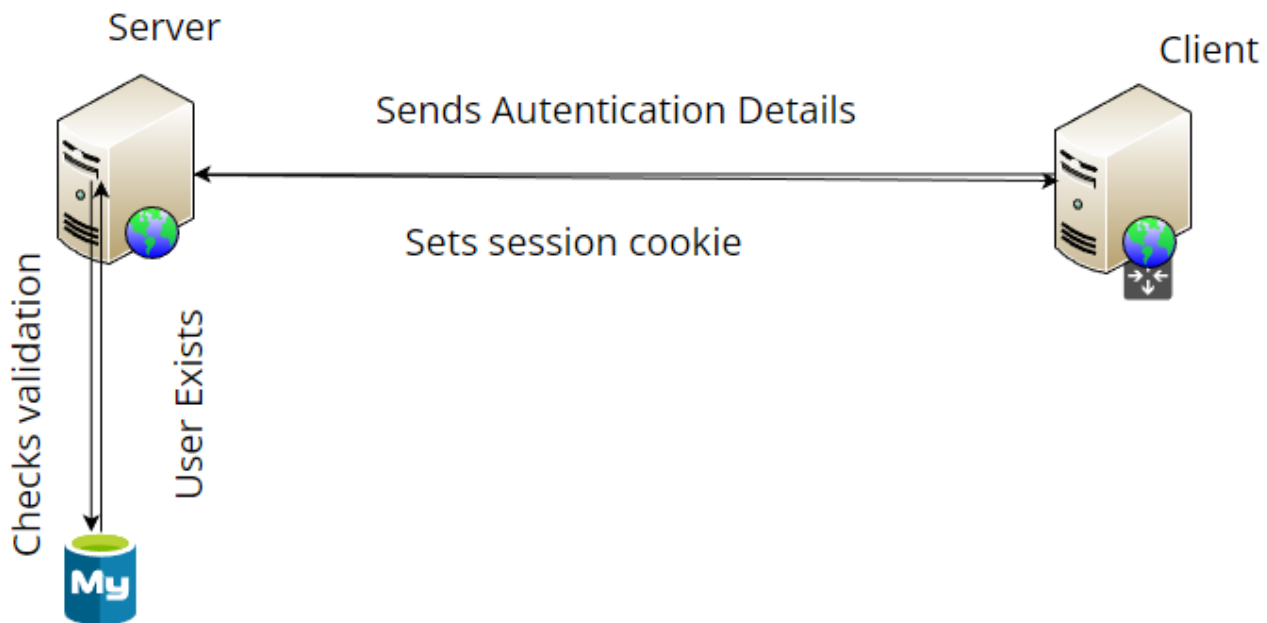 Server
Client
Sends Autentication Details
Sets session cookie
Checks validation
User Exists
My